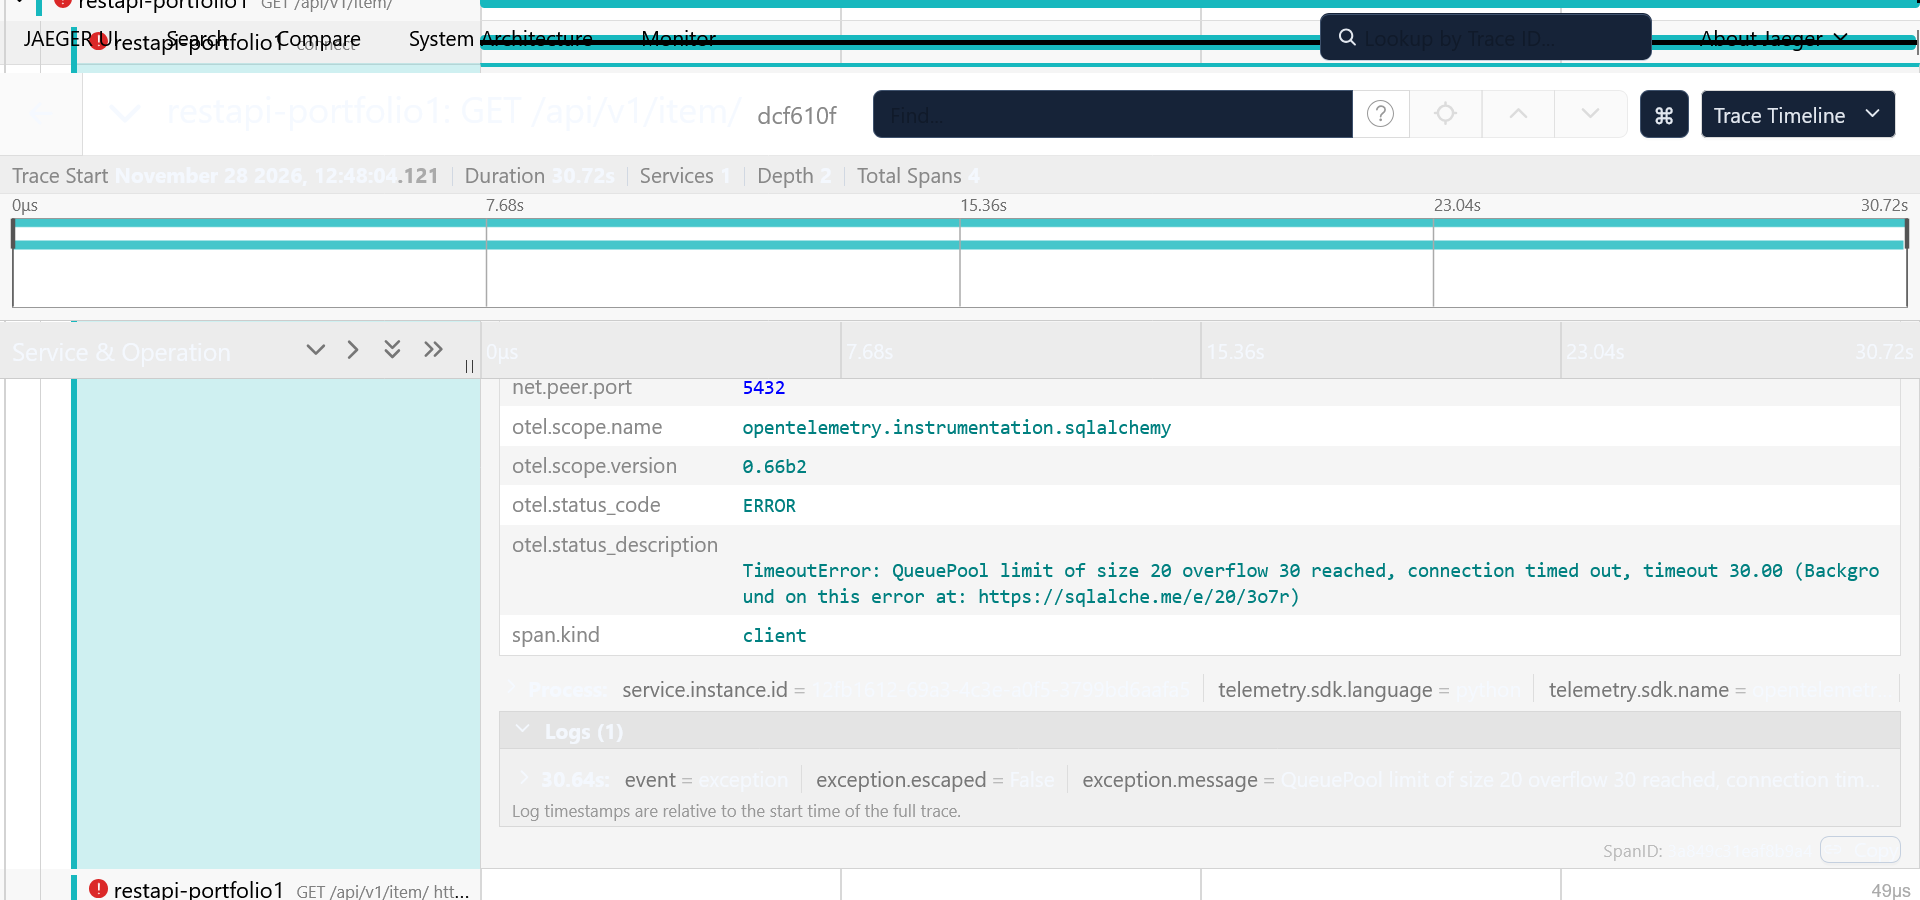 restapi-portfolio1 GET /api/v1/item/
JAEGER UI Search Compare System Architecture Monitor Lookup by Trace ID... About Jaeger
restapi-portfolio1 connect
restapi-portfolio1: GET /api/v1/item/ dcf610f Find... Trace Timeline
Trace Start November 28 2026, 12:48:04.121 Duration 30.72s Services 1 Depth 2 Total Spans 4
0μs 7.68s 15.36s 23.04s 30.72s
Service & Operation 0μs 7.68s 15.36s 23.04s 30.72s
net.peer.port 5432
otel.scope.name opentelemetry.instrumentation.sqlalchemy
otel.scope.version 0.66b2
otel.status_code ERROR
otel.status_description
TimeoutError: QueuePool limit of size 20 overflow 30 reached, connection timed out, timeout 30.00 (Backgro
und on this error at: https://sqlalche.me/e/20/3o7r)
span.kind client
Process: service.instance.id = telemetry.sdk.language = python telemetry.sdk.name =
Logs (1)
30.64s: event = exception exception.escaped = False exception.message = QueuePool limit of size 20 overflow 30 reached, connection tim...
Log timestamps are relative to the start time of the full trace.
SpanID:
restapi-portfolio1 GET /api/v1/item/ htt... 49μs